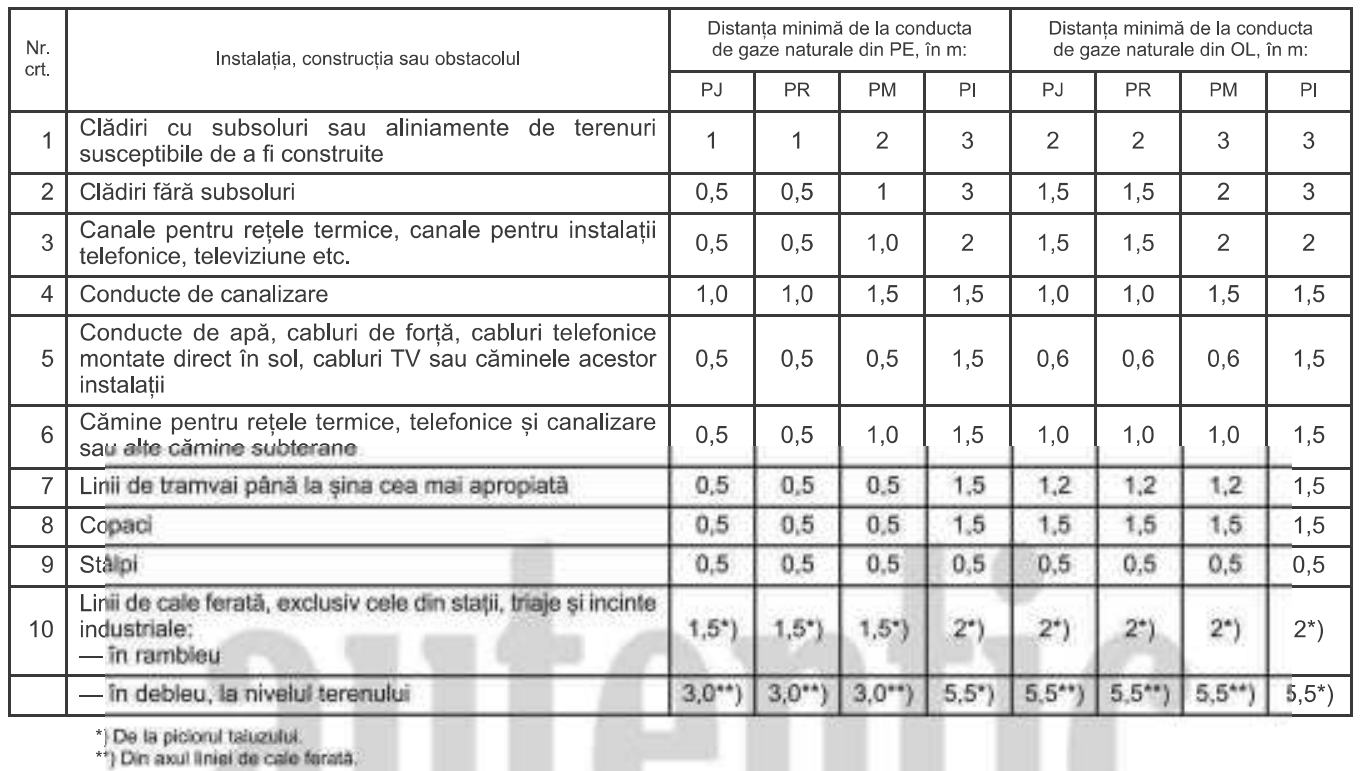 Nr. crt.
Instalația, construcția sau obstacolul
Distanța minimă de la conducta de gaze naturale din PE, în m:
Distanța minimă de la conducta de gaze naturale din OL, în m:
PJ PR PM PI PJ PR PM PI
1 Clădiri cu subsoluri sau aliniamente de terenuri
susceptibile de a fi construite
1 1 2 3 2 2 3 3
2 Clădiri fără subsoluri 0,5 0,5 1 3 1,5 1,5 2 3
3 Canale pentru rețele termice, canale pentru instalații
telefonice, televiziune etc.
0,5 0,5 1,0 2 1,5 1,5 2 2
4 Conducte de canalizare 1,0 1,0 1,5 1,5 1,0 1,0 1,5 1,5
5 Conducte de apă, cabluri de forță, cabluri telefonice
montate direct în sol, cabluri TV sau căminele acestor
instalații
0,5 0,5 0,5 1,5 0,6 0,6 0,6 1,5
6 Cămine pentru rețele termice, telefonice și canalizare
sau alte cămine subterane
0,5 0,5 1,0 1,5 1,0 1,0 1,0 1,5
7 Linii de tramvai până la șina cea mai apropiată 0,5 0,5 0,5 1,5 1,2 1,2 1,2 1,5
8 Copaci 0,5 0,5 0,5 1,5 1,5 1,5 1,5 1,5
9 Stâlpi 0,5 0,5 0,5 0,5 0,5 0,5 0,5 0,5
10 Linii de cale ferată, exclusiv cele din stații, triaje și incinte
industriale:
— în rambleu
1,5*) 1,5*) 1,5*) 2*) 2*) 2*) 2*) 2*)
— în debleu, la nivelul terenului 3,0**) 3,0**) 3,0**) 5,5*) 5,5**) 5,5**) 5,5**) 5,5*)
*) De la piciorul taluzului.
**) Din axul liniei de cale ferată.
autentic